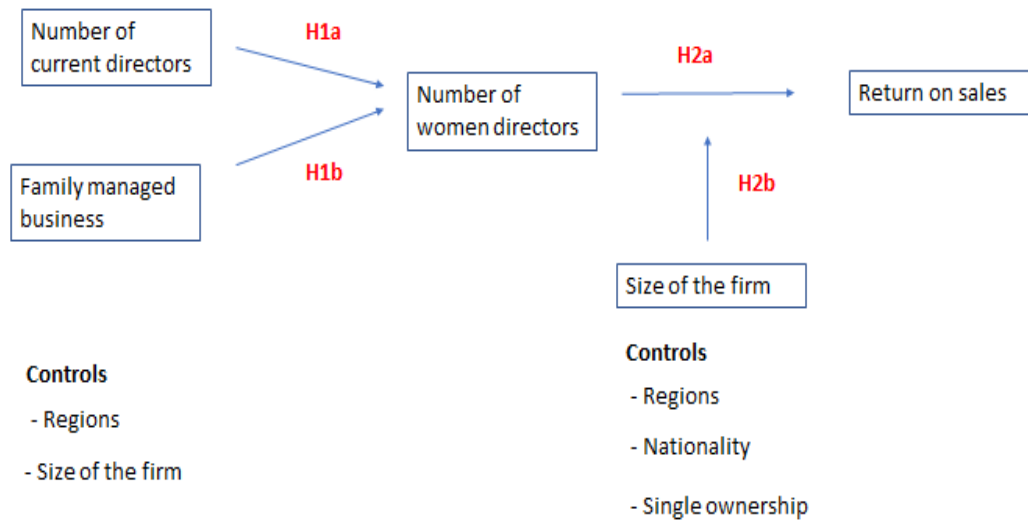 Number of
current directors
H1a
Number of
women directors
H2a
Return on sales
Family managed
business
H1b
H2b
Size of the firm
Controls
- Regions
- Size of the firm
Controls
- Regions
- Nationality
- Single ownership